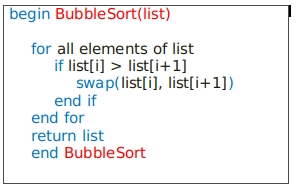 begin BubbleSort(list)
for all elements of list
if list[i] > list[i+1]
swap(list[i], list[i+1])
end if
end for
return list
end BubbleSort